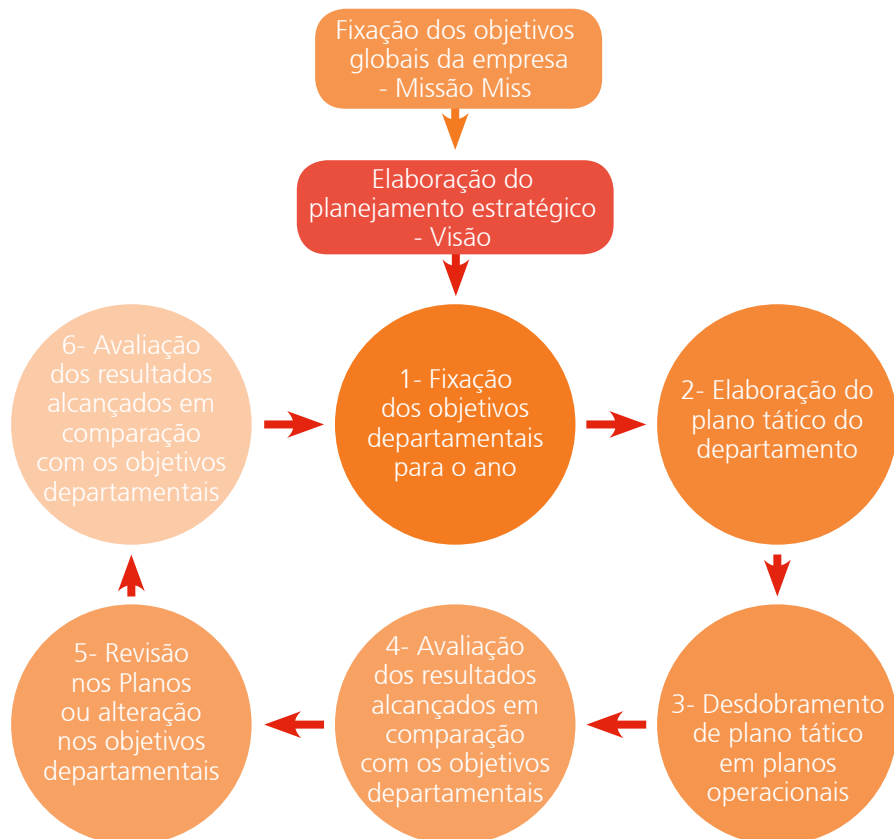 Fixação dos objetivos
globais da empresa
- Missão Miss
Elaboração do
planejamento estratégico
- Visão
1- Fixação
dos objetivos
departamentais
para o ano
2- Elaboração do
plano tático do
departamento
3- Desdobramento
de plano tático
em planos
operacionais
4- Avaliação
dos resultados
alcançados em
comparação
com os objetivos
departamentais
5- Revisão
nos Planos
ou alteração
nos objetivos
departamentais
6- Avaliação
dos resultados
alcançados em
comparação
com os objetivos
departamentais